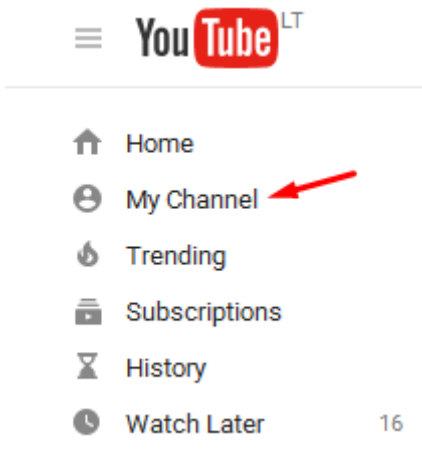 YouTube LT
Home
My Channel
Trending
Subscriptions
History
Watch Later 16